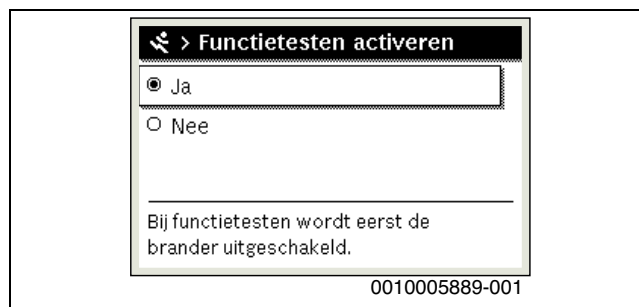 > Functietesten activeren
Ja
Nee
Bij functietesten wordt eerst de
brander uitgeschakeld.
0010005889-001